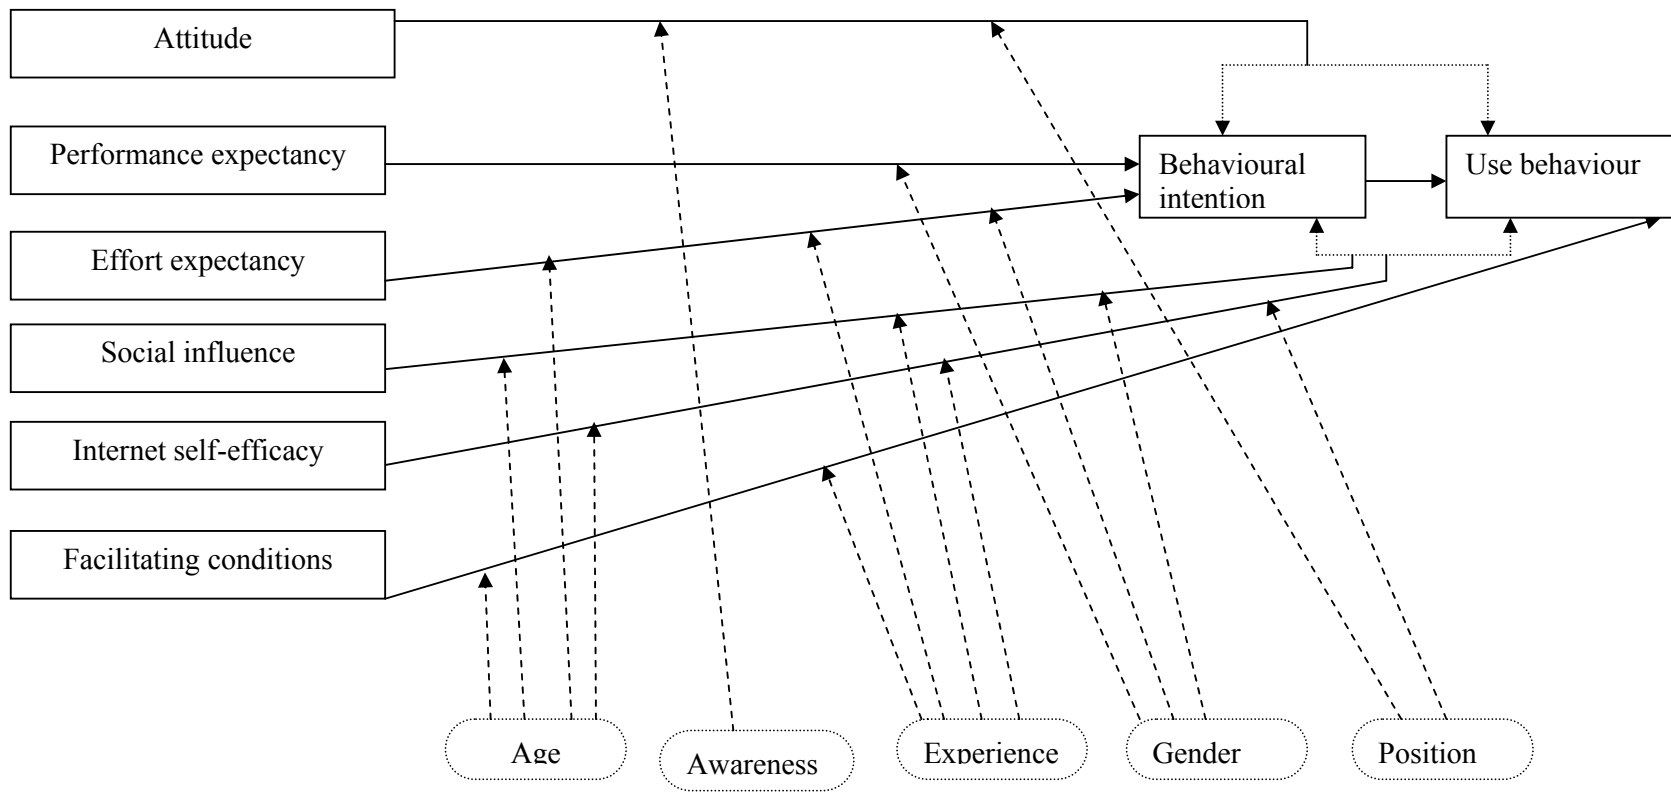 Attitude
Performance expectancy
Behavioural
intention
Use behaviour
Effort expectancy
Social influence
Internet self-efficacy
Facilitating conditions
Age
Awareness
Experience
Gender
Position